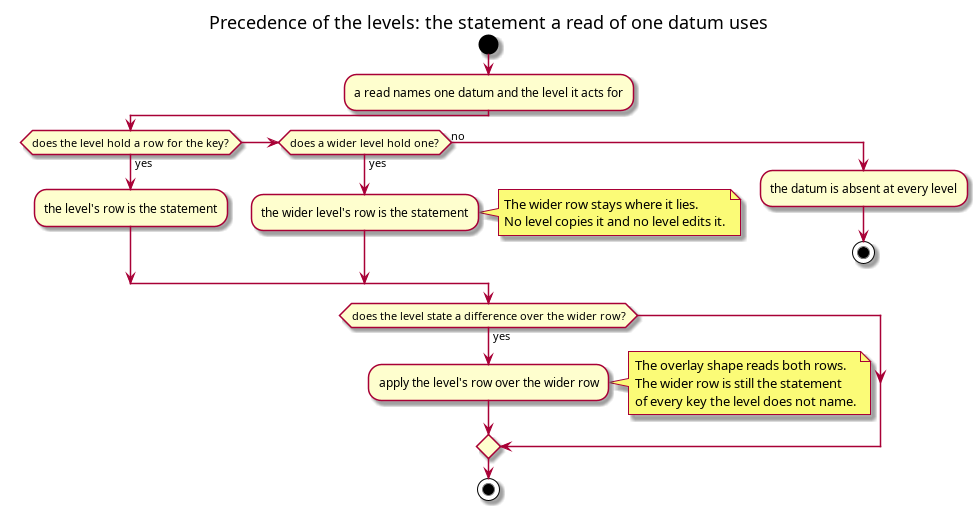 Precedence of the levels: the statement a read of one datum uses
a read names one datum and the level it acts for
does the level hold a row for the key?
does a wider level hold one?
no
yes
yes
the level's row is the statement
the wider level's row is the statement
The wider row stays where it lies.
No level copies it and no level edits it.
the datum is absent at every level
does the level state a difference over the wider row?
yes
apply the level's row over the wider row
The overlay shape reads both rows.
The wider row is still the statement
of every key the level does not name.